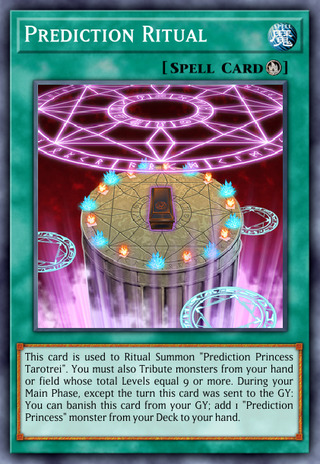 Prediction Ritual
魔
[Spell Card]
This card is used to Ritual Summon "Prediction Princess
Tarotrei". You must also Tribute monsters from your hand
or field whose total Levels equal 9 or more. During your
Main Phase, except the turn this card was sent to the GY:
You can banish this card from your GY; add 1 "Prediction
Princess" monster from your Deck to your hand.